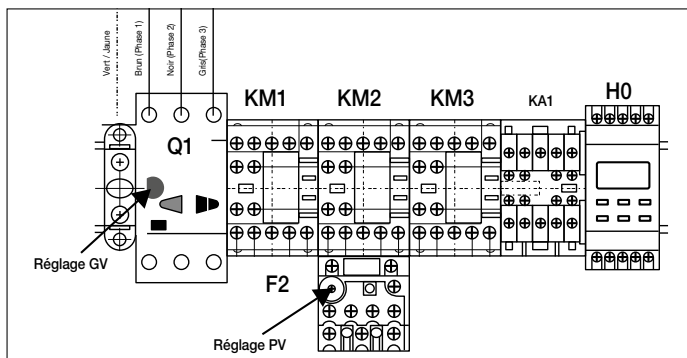 Vert / Jaune
Brun (Phase 1)
Noir (Phase 2)
Gris(Phase 3)
Q1
KM1
KM2
KM3
KA1
H0
Réglage GV
F2
Réglage PV